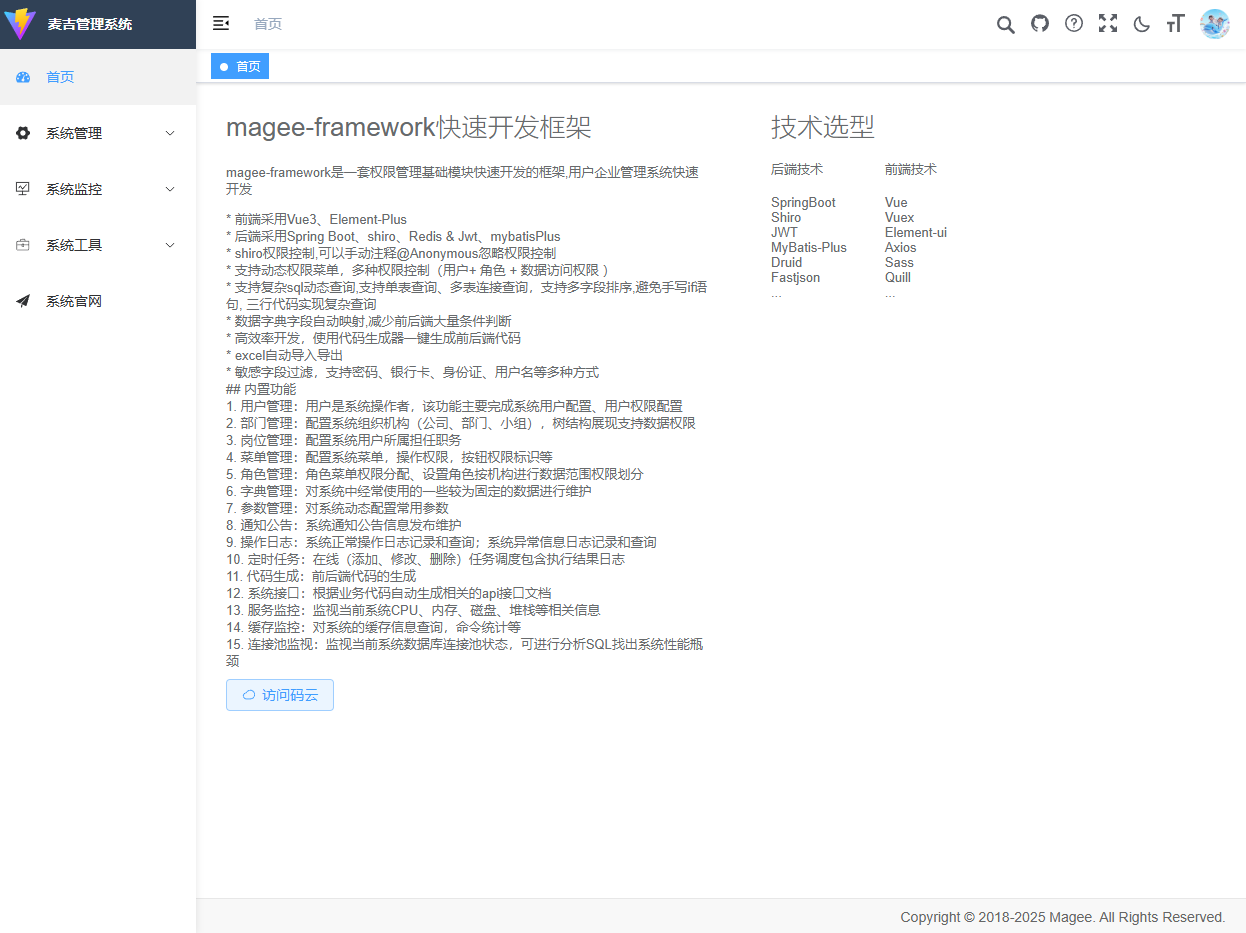 麦吉管理系统
首页
首页
系统管理
系统监控
系统工具
系统官网
首页
magee-framework快速开发框架
magee-framework是一套权限管理基础模块快速开发的框架,用户企业管理系统快速
开发
* 前端采用Vue3、Element-Plus
* 后端采用Spring Boot、shiro、Redis & Jwt、mybatisPlus
* shiro权限控制,可以手动注释@Anonymous忽略权限控制
* 支持动态权限菜单，多种权限控制（用户+ 角色 + 数据访问权限 ）
* 支持复杂sql动态查询,支持单表查询、多表连接查询，支持多字段排序,避免手写if语
句, 三行代码实现复杂查询
* 数据字典字段自动映射,减少前后端大量条件判断
* 高效率开发，使用代码生成器一键生成前后端代码
* excel自动导入导出
* 敏感字段过滤，支持密码、银行卡、身份证、用户名等多种方式
## 内置功能
1. 用户管理：用户是系统操作者，该功能主要完成系统用户配置、用户权限配置
2. 部门管理：配置系统组织机构（公司、部门、小组），树结构展现支持数据权限
3. 岗位管理：配置系统用户所属担任职务
4. 菜单管理：配置系统菜单，操作权限，按钮权限标识等
5. 角色管理：角色菜单权限分配、设置角色按机构进行数据范围权限划分
6. 字典管理：对系统中经常使用的一些较为固定的数据进行维护
7. 参数管理：对系统动态配置常用参数
8. 通知公告：系统通知公告信息发布维护
9. 操作日志：系统正常操作日志记录和查询；系统异常信息日志记录和查询
10. 定时任务：在线（添加、修改、删除）任务调度包含执行结果日志
11. 代码生成：前后端代码的生成
12. 系统接口：根据业务代码自动生成相关的api接口文档
13. 服务监控：监视当前系统CPU、内存、磁盘、堆栈等相关信息
14. 缓存监控：对系统的缓存信息查询，命令统计等
15. 连接池监视：监视当前系统数据库连接池状态，可进行分析SQL找出系统性能瓶
颈
访问码云
技术选型
后端技术
SpringBoot
Shiro
JWT
MyBatis-Plus
Druid
Fastjson
...
前端技术
Vue
Vuex
Element-ui
Axios
Sass
Quill
...
Copyright © 2018-2025 Magee. All Rights Reserved.